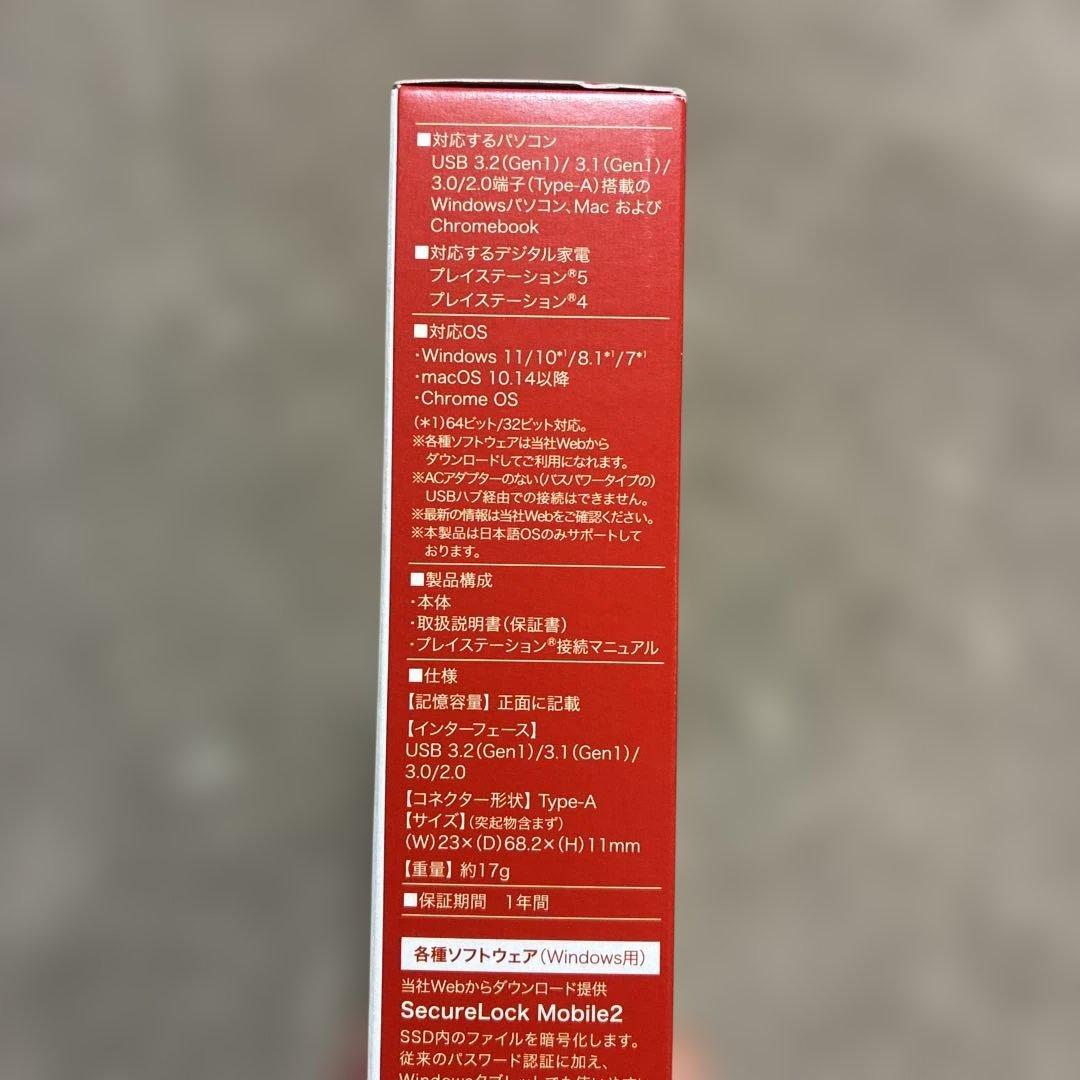 ■対応するパソコン
USB 3.2(Gen1)/ 3.1(Gen1)/
3.0/2.0端子(Type-A)搭載の
Windowsパソコン、Mac および
Chromebook
■対応するデジタル家電
プレイステーション®5
プレイステーション®4
■対応OS
・Windows 11/10*¹/8.1*¹/7*¹
・macOS 10.14以降
・Chrome OS
(＊1)64ビット/32ビット対応。
※各種ソフトウェアは当社Webから
ダウンロードしてご利用になれます。
※ACアダプターのない(バスパワータイプの)
USBハブ経由での接続はできません。
※最新の情報は当社Webをご確認ください。
※本製品は日本語OSのみサポートして
おります。
■製品構成
・本体
・取扱説明書(保証書)
・プレイステーション®接続マニュアル
■仕様
【記憶容量】 正面に記載
【インターフェース】
USB 3.2(Gen1)/3.1(Gen1)/
3.0/2.0
【コネクター形状】 Type-A
【サイズ】(突起物含まず)
(W)23×(D)68.2×(H)11mm
【重量】 約17g
■保証期間 1年間
各種ソフトウェア(Windows用)
当社Webからダウンロード提供
SecureLock Mobile2
SSD内のファイルを暗号化します。
従来のパスワード認証に加え、
Windowsタブレットでも使いやすい